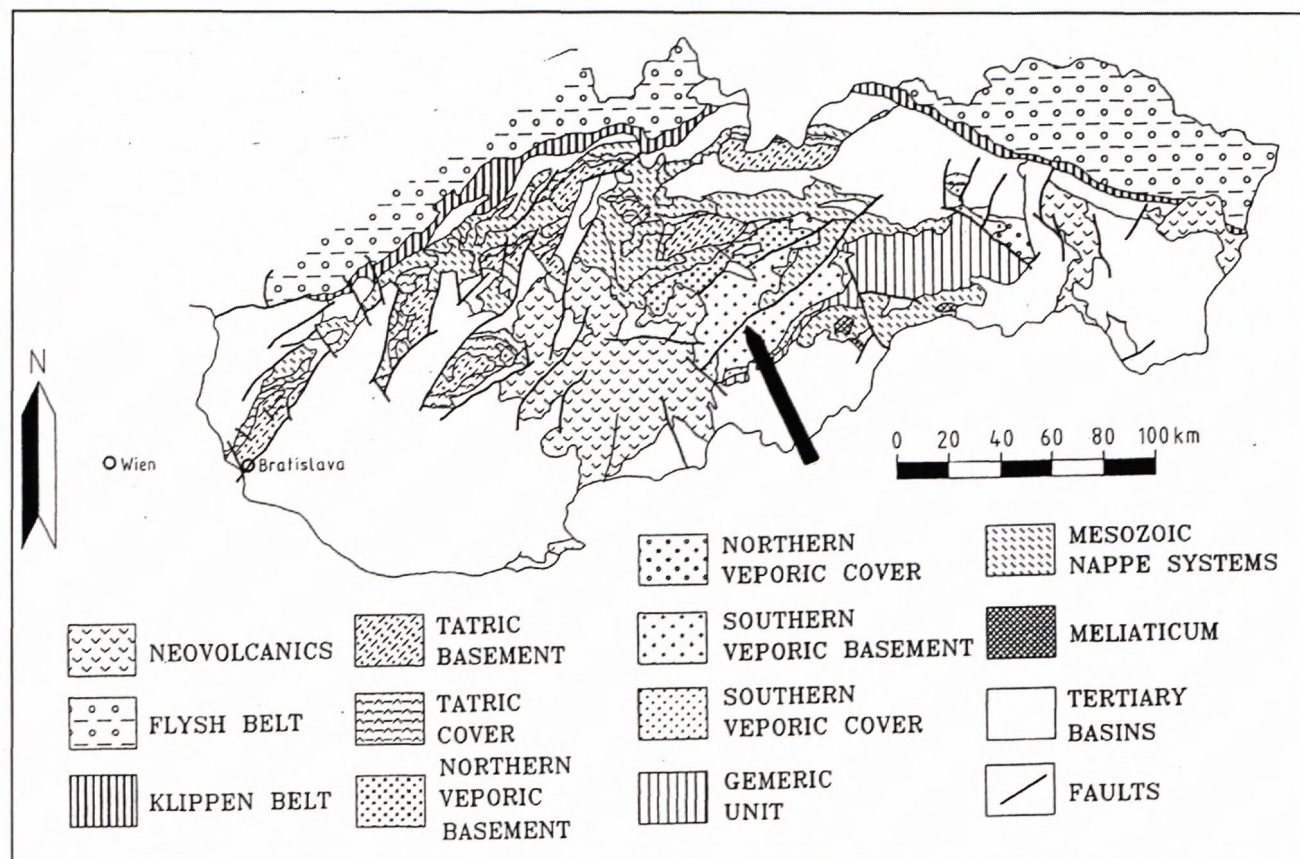 N
Wien
Bratislava
0 20 40 60 80 100 km
NEOVOLCANICS
FLYSH BELT
KLIPPEN BELT
TATRIC
BASEMENT
TATRIC
COVER
NORTHERN
VEPORIC
BASEMENT
NORTHERN
VEPORIC COVER
SOUTHERN
VEPORIC BASEMENT
SOUTHERN
VEPORIC COVER
GEMERIC
UNIT
MESOZOIC
NAPPE SYSTEMS
MELIATICUM
TERTIARY
BASINS
FAULTS